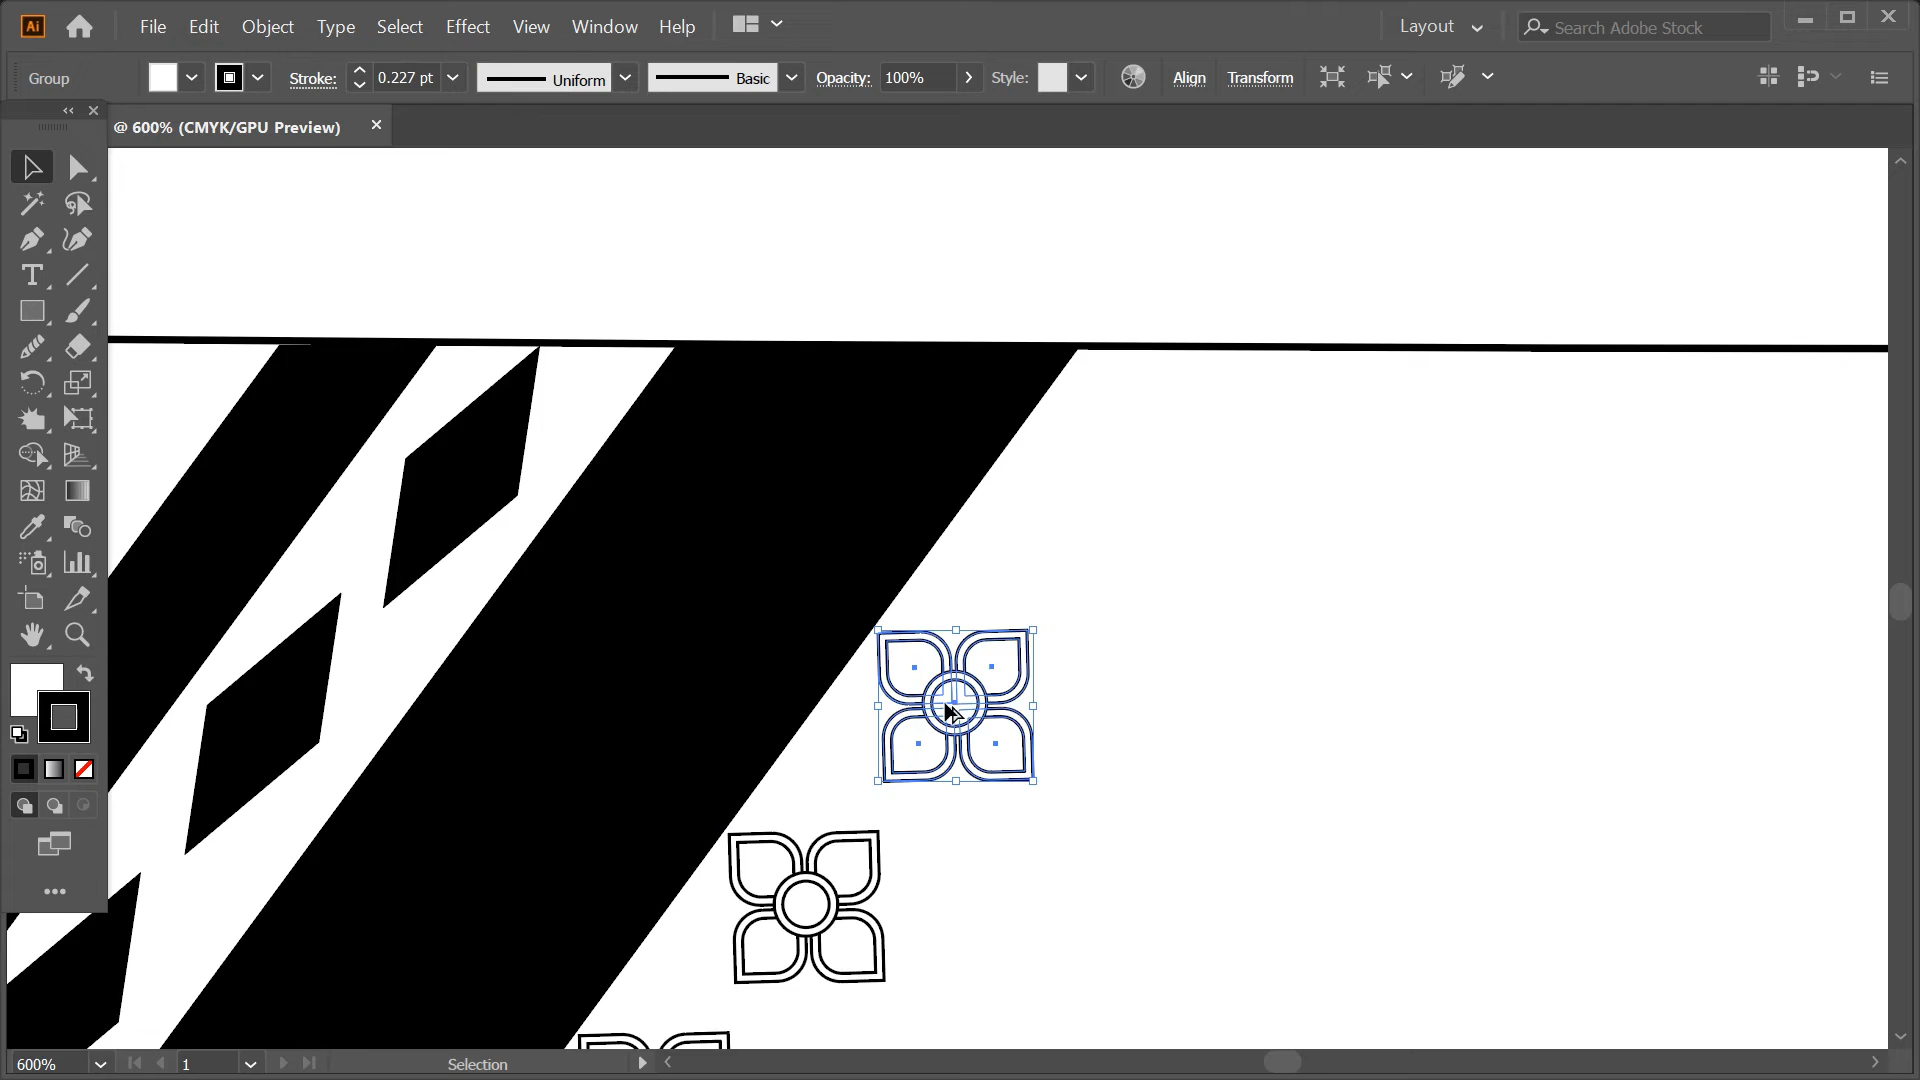 Ai File Edit Object Type Select Effect View Window Help Layout Search Adobe Stock
Group Stroke: 0.227 pt Uniform Basic Opacity: 100% Style: Align Transform
@ 600% (CMYK/GPU Preview)
600% 1 Selection